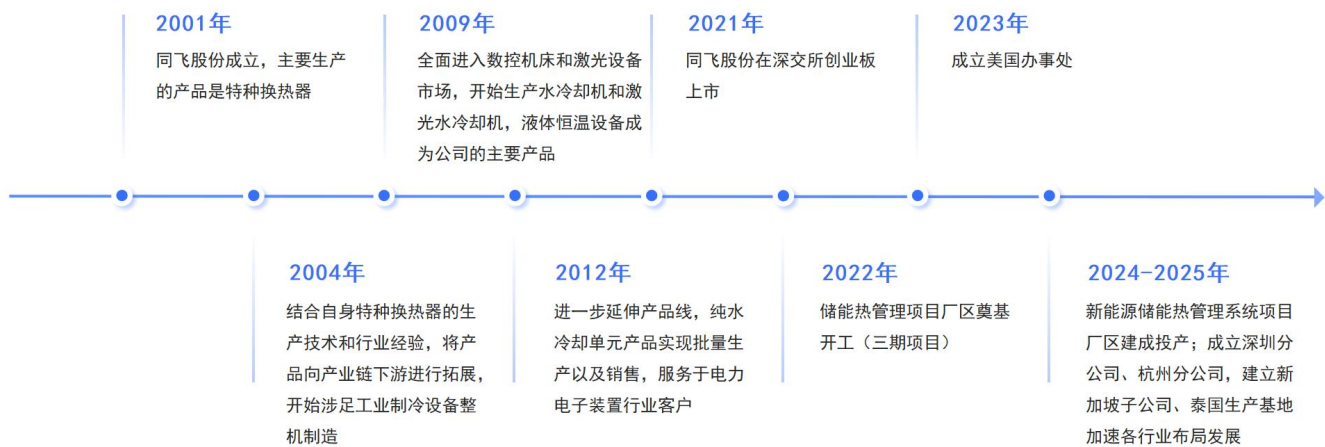 2001年
同飞股份成立，主要生产
的产品是特种换热器
2009年
全面进入数控机床和激光设备
市场，开始生产水冷却机和激
光水冷却机，液体恒温设备成
为公司的主要产品
2021年
同飞股份在深交所创业板
上市
2023年
成立美国办事处
2004年
结合自身特种换热器的生
产技术和行业经验，将产
品向产业链下游进行拓展，
开始涉足工业制冷设备整
机制造
2012年
进一步延伸产品线，纯水
冷却单元产品实现批量生
产以及销售，服务于电力
电子装置行业客户
2022年
储能热管理项目厂区奠基
开工（三期项目）
2024-2025年
新能源储能热管理系统项目
厂区建成投产；成立深圳分
公司、杭州分公司，建立新
加坡子公司、泰国生产基地
加速各行业布局发展